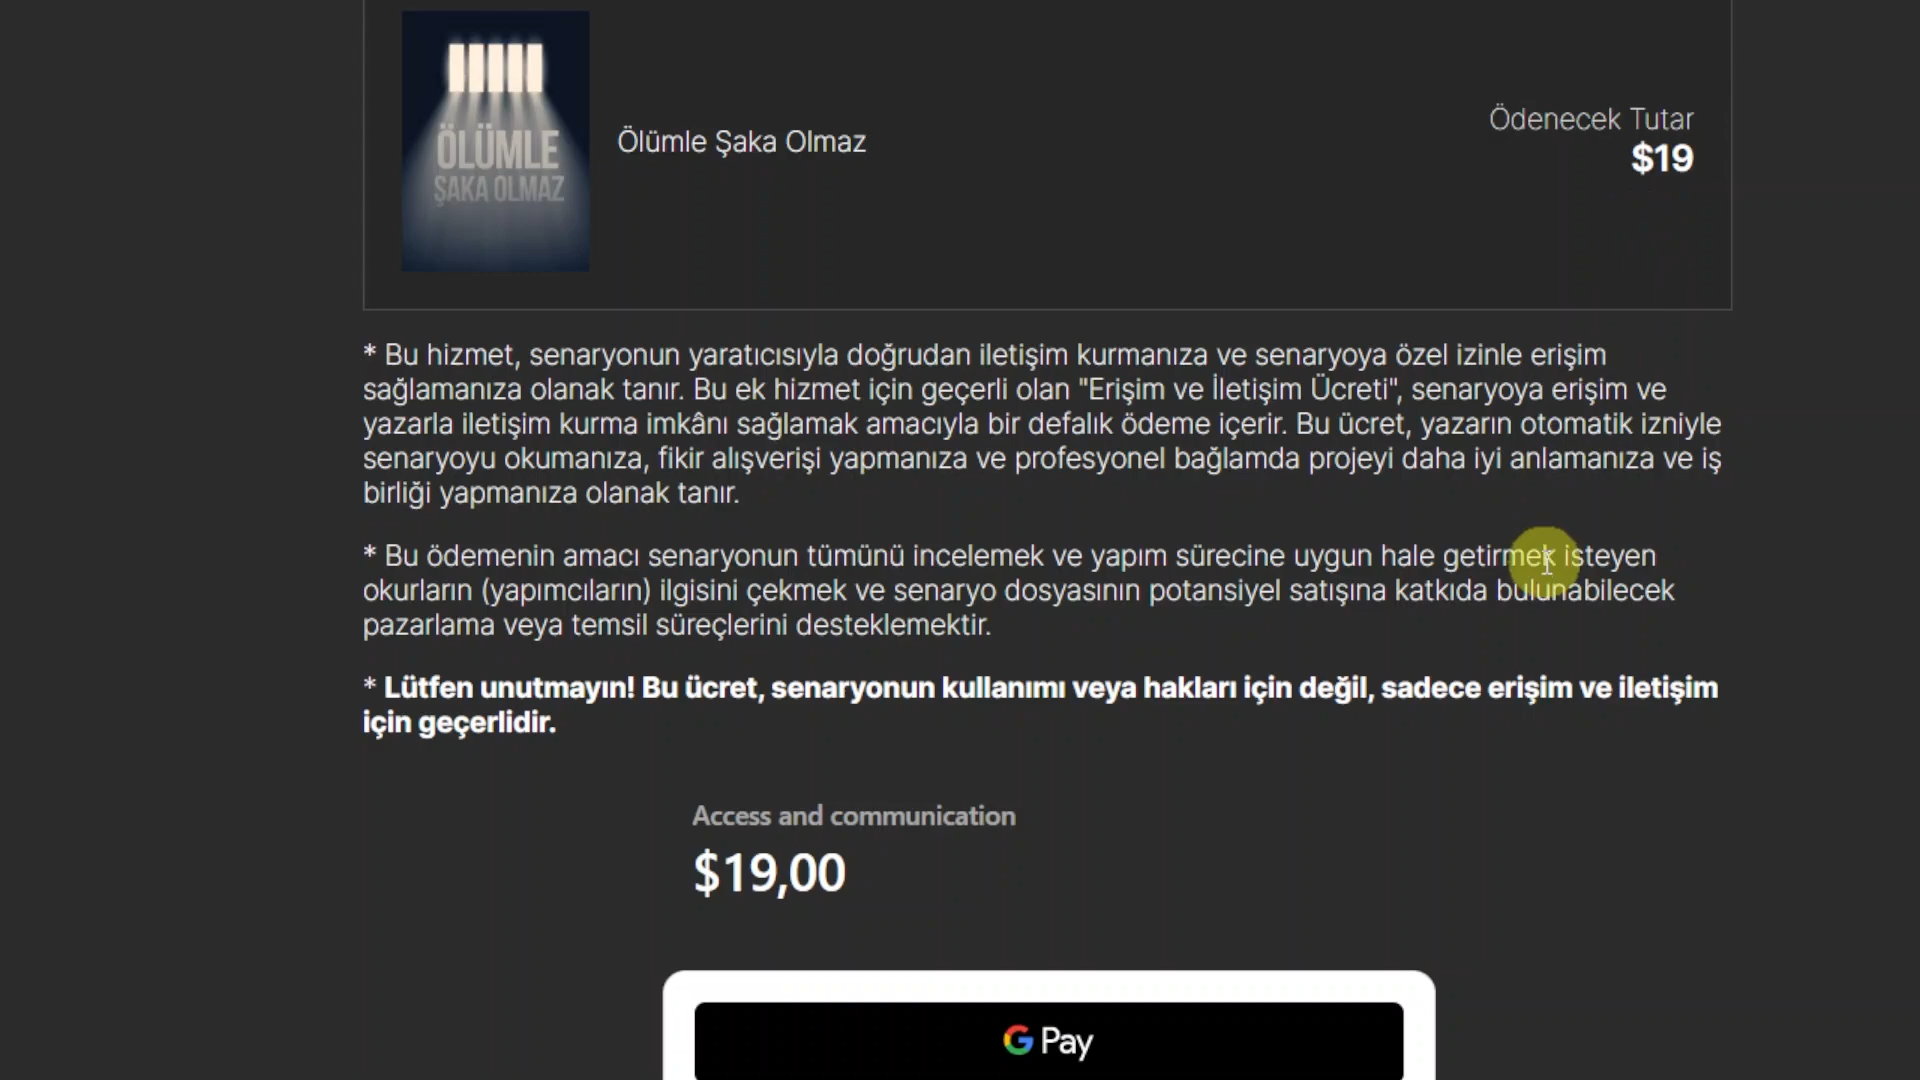 ÖLÜMLE
ŞAKA OLMAZ
Ölümle Şaka Olmaz
Ödenecek Tutar
$19
* Bu hizmet, senaryonun yaratıcısıyla doğrudan iletişim kurmanıza ve senaryoya özel izinle erişim
sağlamanıza olanak tanır. Bu ek hizmet için geçerli olan "Erişim ve İletişim Ücreti", senaryoya erişim ve
yazarla iletişim kurma imkânı sağlamak amacıyla bir defalık ödeme içerir. Bu ücret, yazarın otomatik izniyle
senaryoyu okumanıza, fikir alışverişi yapmanıza ve profesyonel bağlamda projeyi daha iyi anlamanıza ve iş
birliği yapmanıza olanak tanır.
* Bu ödemenin amacı senaryonun tümünü incelemek ve yapım sürecine uygun hale getirmek isteyen
okurların (yapımcıların) ilgisini çekmek ve senaryo dosyasının potansiyel satışına katkıda bulunabilecek
pazarlama veya temsil süreçlerini desteklemektir.
* Lütfen unutmayın! Bu ücret, senaryonun kullanımı veya hakları için değil, sadece erişim ve iletişim
için geçerlidir.
Access and communication
$19,00
G Pay